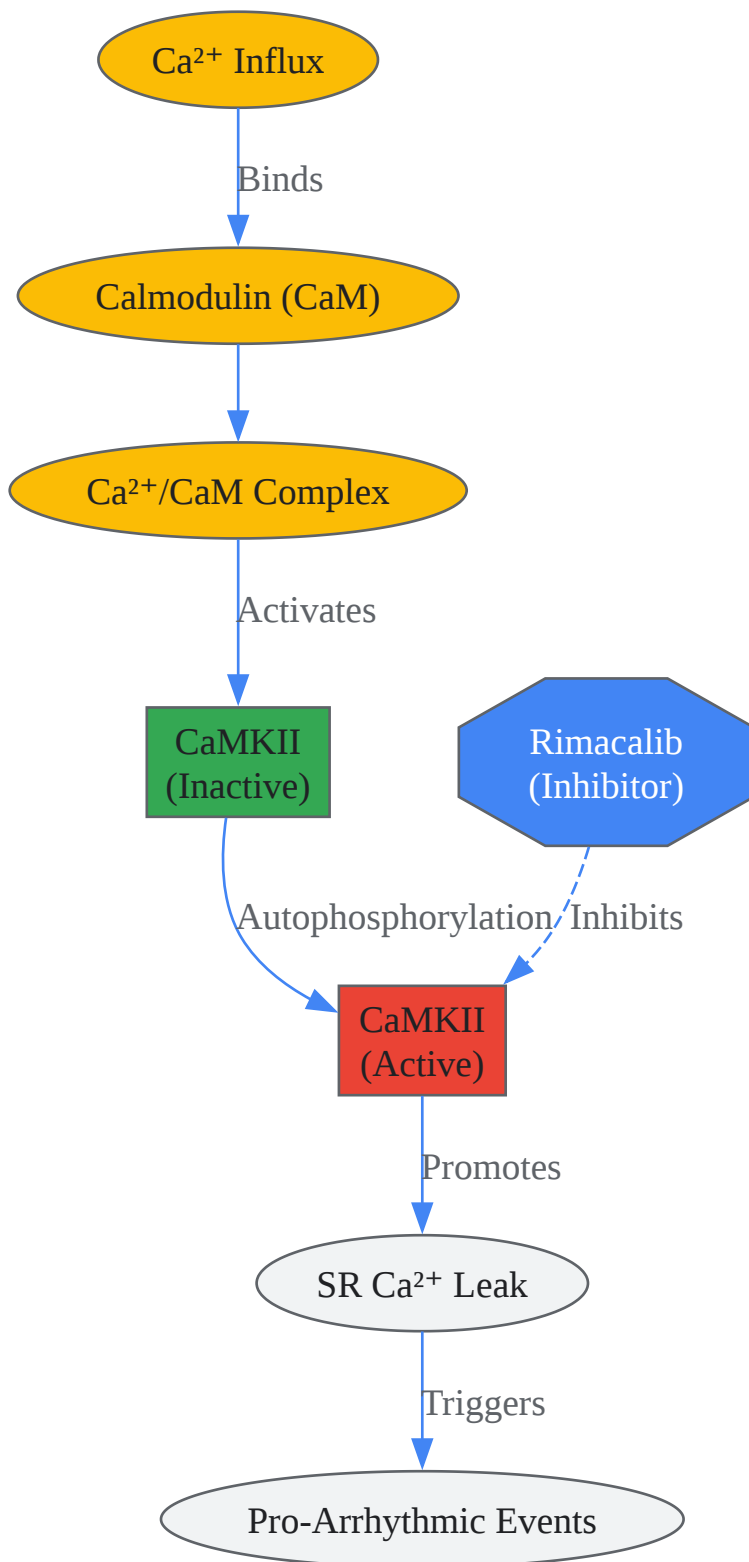 Ca²⁺ Influx
Binds
Calmodulin (CaM)
Ca²⁺/CaM Complex
Activates
CaMKII
(Inactive)
Rimacalib
(Inhibitor)
Autophosphorylation
Inhibits
CaMKII
(Active)
Promotes
SR Ca²⁺ Leak
Triggers
Pro-Arrhythmic Events